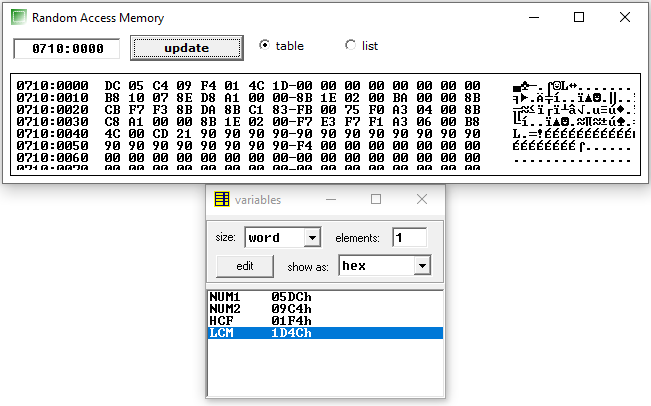 Random Access Memory
0710:0000 update table list
0710:0000 DC 05 C4 09 F4 01 4C 1D-00 00 00 00 00 00 00 00
0710:0010 B8 10 07 8E D8 A1 00 00-8B 1E 02 00 BA 00 00 8B
0710:0020 CB F7 F3 8B DA 8B C1 83-FB 00 75 F0 A3 04 00 8B
0710:0030 C8 A1 00 00 8B 1E 02 00-F7 E3 F7 F1 A3 06 00 B8
0710:0040 4C 00 CD 21 90 90 90 90-90 90 90 90 90 90 90 90
0710:0050 90 90 90 90 90 90 90 90-F4 00 00 00 00 00 00 00
0710:0060 00 00 00 00 00 00 00 00-00 00 00 00 00 00 00 00
variables
size: word elements: 1
edit show as: hex
NUM1 05DCh
NUM2 09C4h
HCF 01F4h
LCM 1D4Ch